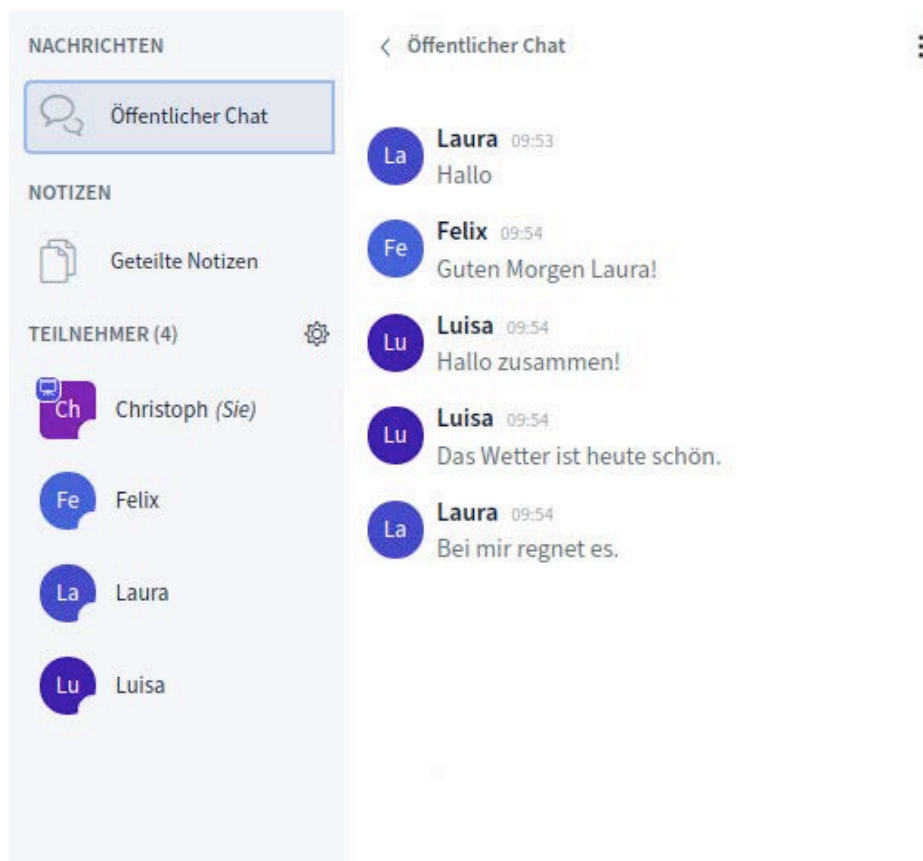 NACHRICHTEN
Öffentlicher Chat
NOTIZEN
Geteilte Notizen
TEILNEHMER (4)
Ch Christoph (Sie)
Fe Felix
La Laura
Lu Luisa
Öffentlicher Chat
La Laura 09:53
Hallo
Fe Felix 09:54
Guten Morgen Laura!
Lu Luisa 09:54
Hallo zusammen!
Lu Luisa 09:54
Das Wetter ist heute schön.
La Laura 09:54
Bei mir regnet es.